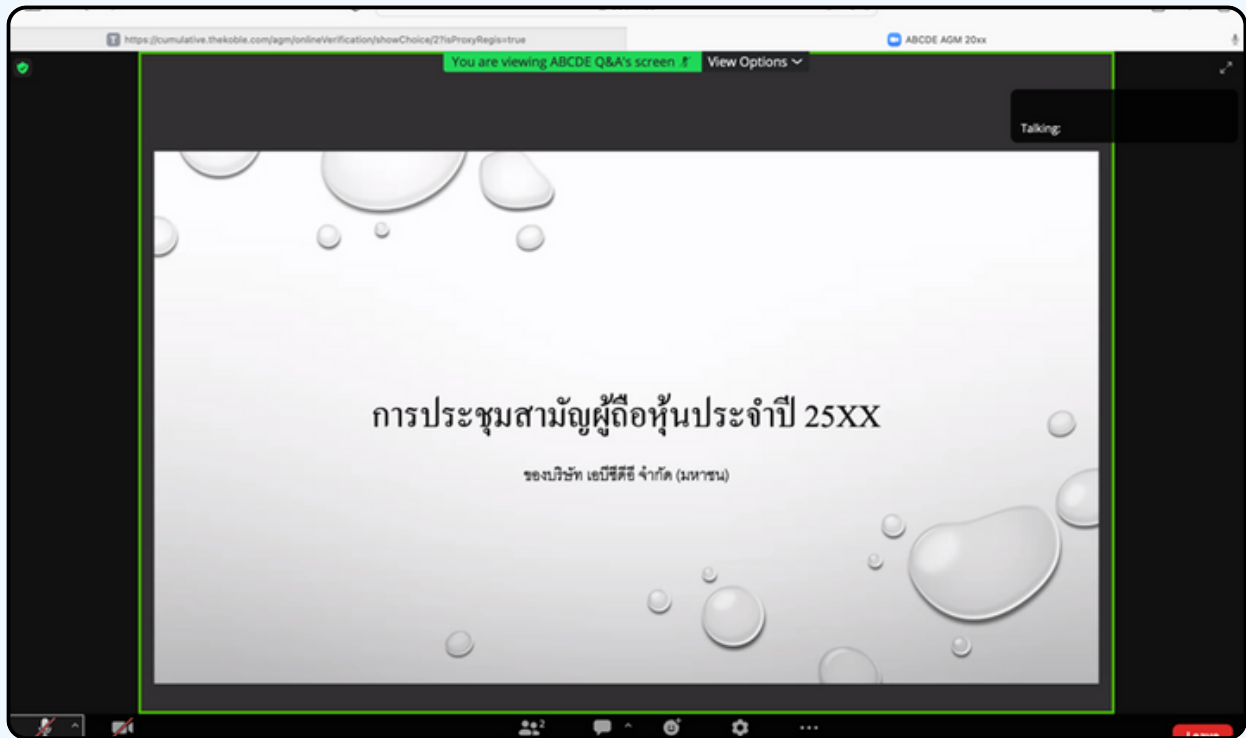 https://cumulative.thekoble.com/agm/onlineVerification/showChoice/2?isProxyRegis=true
ABCDE AGM 20xx
You are viewing ABCDE Q&A's screen
View Options
Talking:
การประชุมสามัญผู้ถือหุ้นประจำปี 25XX
ของบริษัท เอบีซีดีอี จำกัด (มหาชน)
2